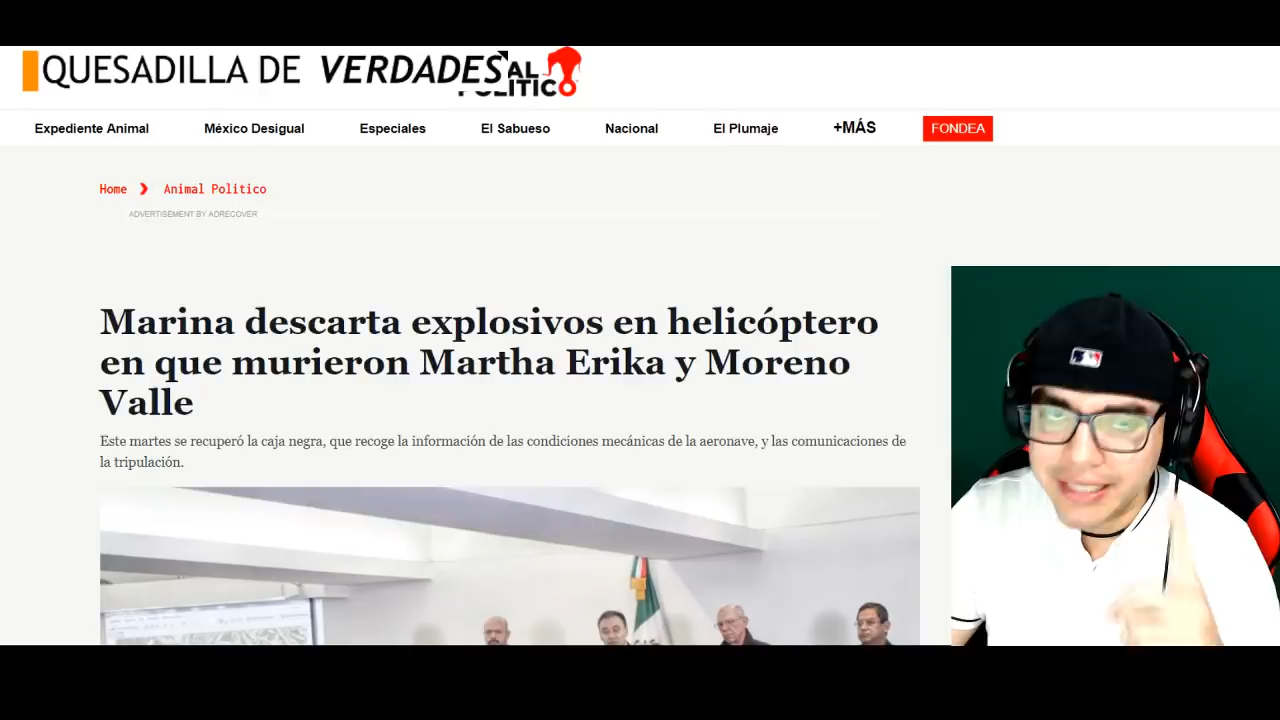 QUESADILLA DE VERDADES AL
POLITICO
Expediente Animal México Desigual Especiales El Sabueso Nacional El Plumaje +MÁS FONDEA
Home ❯ Animal Politico
ADVERTISEMENT BY ADRECOVER
Marina descarta explosivos en helicóptero
en que murieron Martha Erika y Moreno
Valle
Este martes se recuperó la caja negra, que recoge la información de las condiciones mecánicas de la aeronave, y las comunicaciones de
la tripulación.